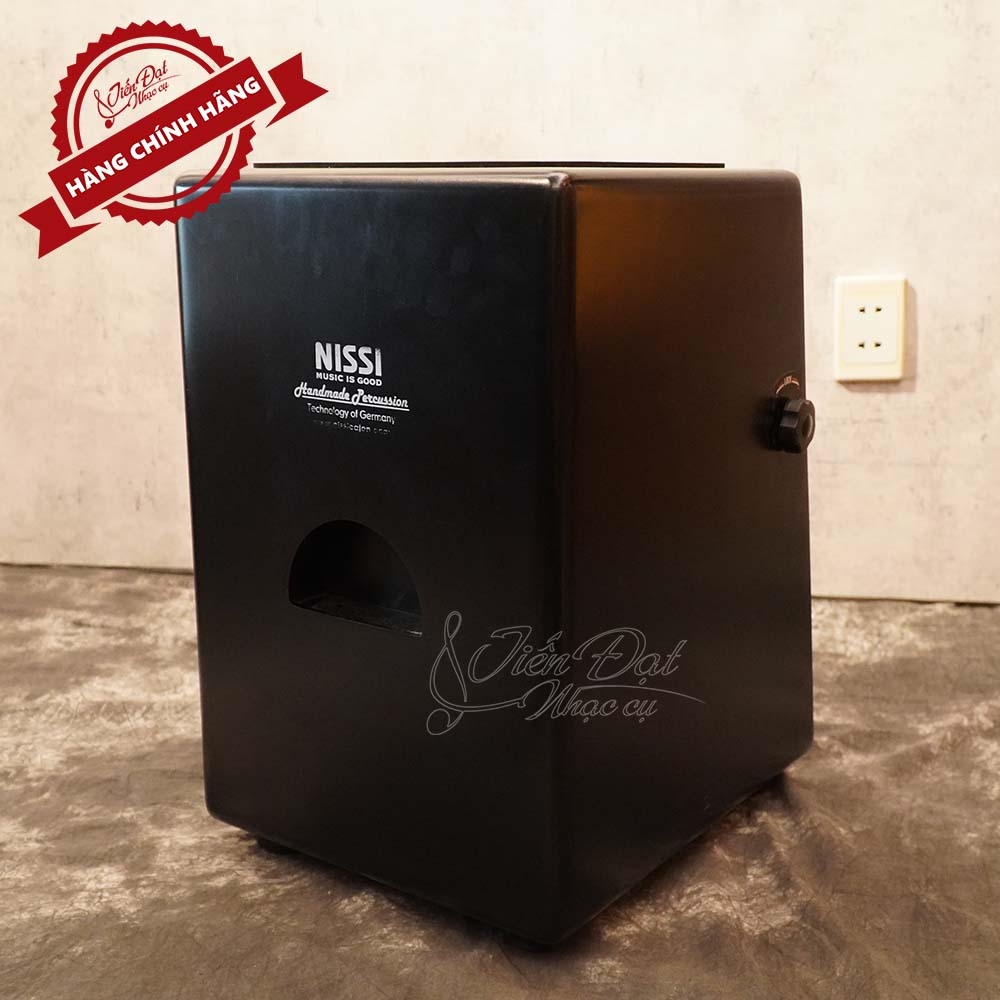 Tiến Đạt
Nhạc cụ
HÀNG CHÍNH HÃNG
NISSI
MUSIC IS GOOD
Handmade Percussion
Technology of Germany
Tiến Đạt
Nhạc cụ